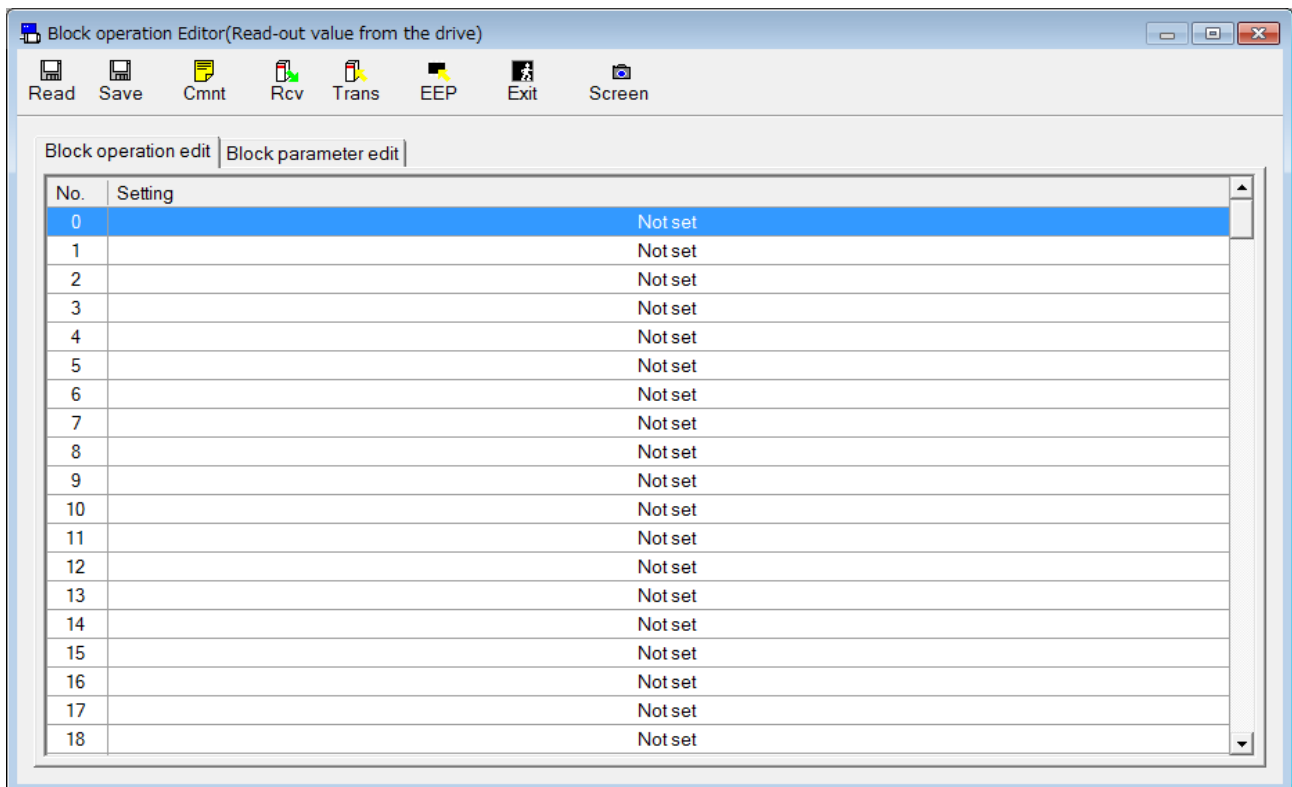 Block operation Editor(Read-out value from the drive)
Read Save Cmnt Rcv Trans EEP Exit Screen
Block operation edit Block parameter edit
No. Setting
0 Not set
1 Not set
2 Not set
3 Not set
4 Not set
5 Not set
6 Not set
7 Not set
8 Not set
9 Not set
10 Not set
11 Not set
12 Not set
13 Not set
14 Not set
15 Not set
16 Not set
17 Not set
18 Not set